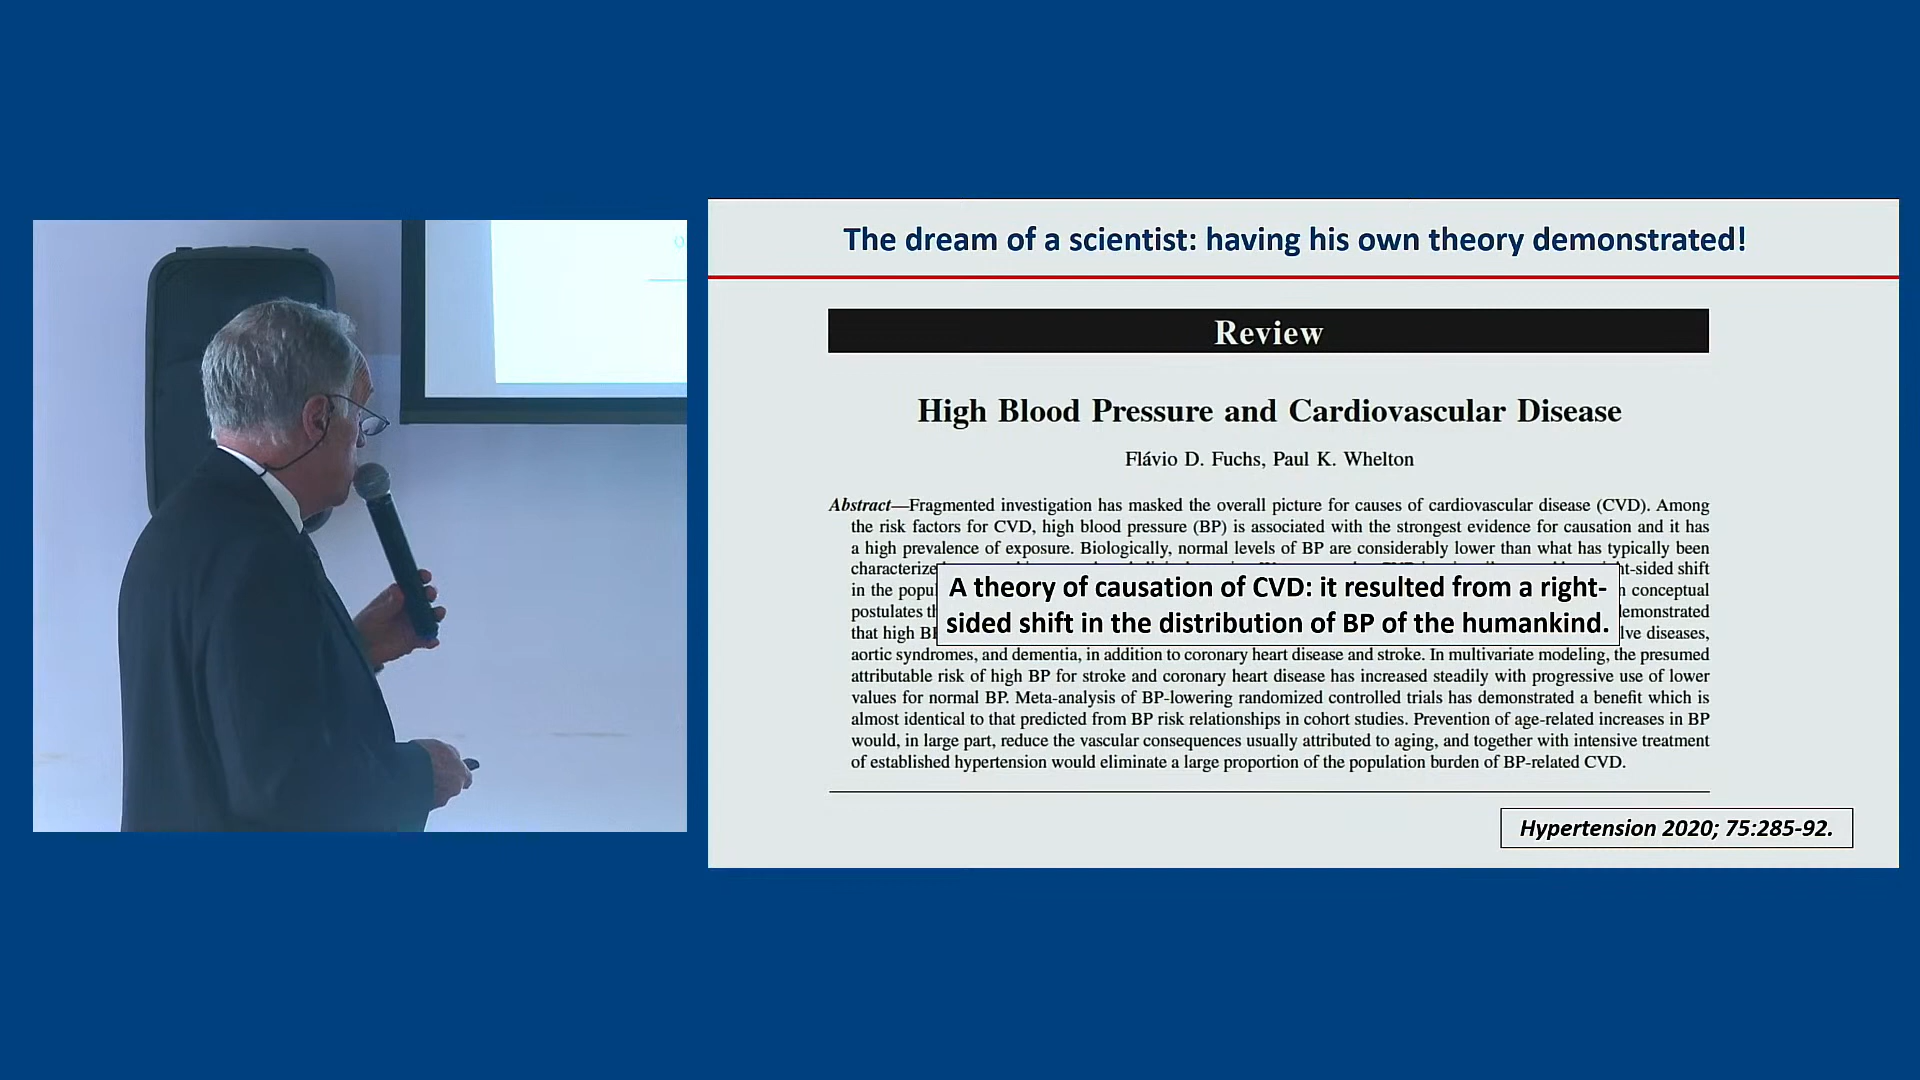 The dream of a scientist: having his own theory demonstrated!
Review
High Blood Pressure and Cardiovascular Disease
Flávio D. Fuchs, Paul K. Whelton
Abstract—Fragmented investigation has masked the overall picture for causes of cardiovascular disease (CVD). Among
the risk factors for CVD, high blood pressure (BP) is associated with the strongest evidence for causation and it has
a high prevalence of exposure. Biologically, normal levels of BP are considerably lower than what has typically been
in the
conceptual
postulates
demonstrated
that high
diseases,
A theory of causation of CVD: it resulted from a right-
sided shift in the distribution of BP of the humankind.
aortic syndromes, and dementia, in addition to coronary heart disease and stroke. In multivariate modeling, the presumed
attributable risk of high BP for stroke and coronary heart disease has increased steadily with progressive use of lower
values for normal BP. Meta-analysis of BP-lowering randomized controlled trials has demonstrated a benefit which is
almost identical to that predicted from BP risk relationships in cohort studies. Prevention of age-related increases in BP
would, in large part, reduce the vascular consequences usually attributed to aging, and together with intensive treatment
of established hypertension would eliminate a large proportion of the population burden of BP-related CVD.
Hypertension 2020; 75:285-92.